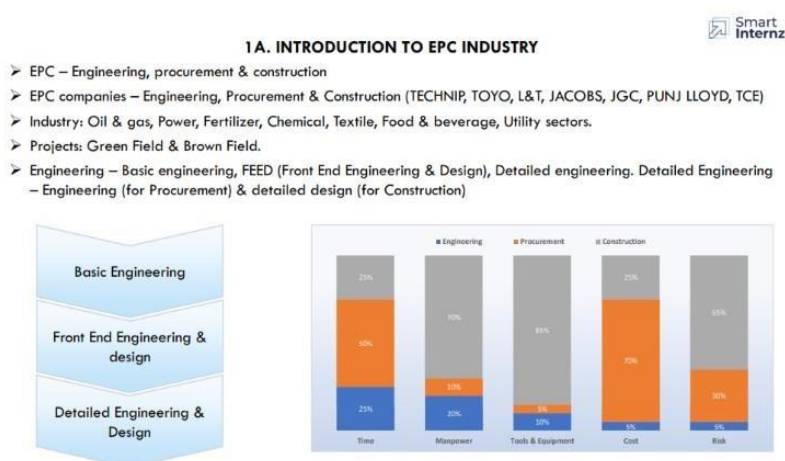 Smart
Internz
1A. INTRODUCTION TO EPC INDUSTRY
➤ EPC – Engineering, procurement & construction
➤ EPC companies – Engineering, Procurement & Construction (TECHNIP, TOYO, L&T, JACOBS, JGC, PUNJ LLOYD, TCE)
➤ Industry: Oil & gas, Power, Fertilizer, Chemical, Textile, Food & beverage, Utility sectors.
➤ Projects: Green Field & Brown Field.
➤ Engineering – Basic engineering, FEED (Front End Engineering & Design), Detailed engineering. Detailed Engineering
– Engineering (for Procurement) & detailed design (for Construction)
Basic Engineering
Front End Engineering &
design
Detailed Engineering &
Design
Engineering Procurement Construction
25% 70% 85% 25% 65%
50% 10% 5% 70% 30%
25% 20% 10% 5% 5%
Time Manpower Tools & Equipment Cost Risk